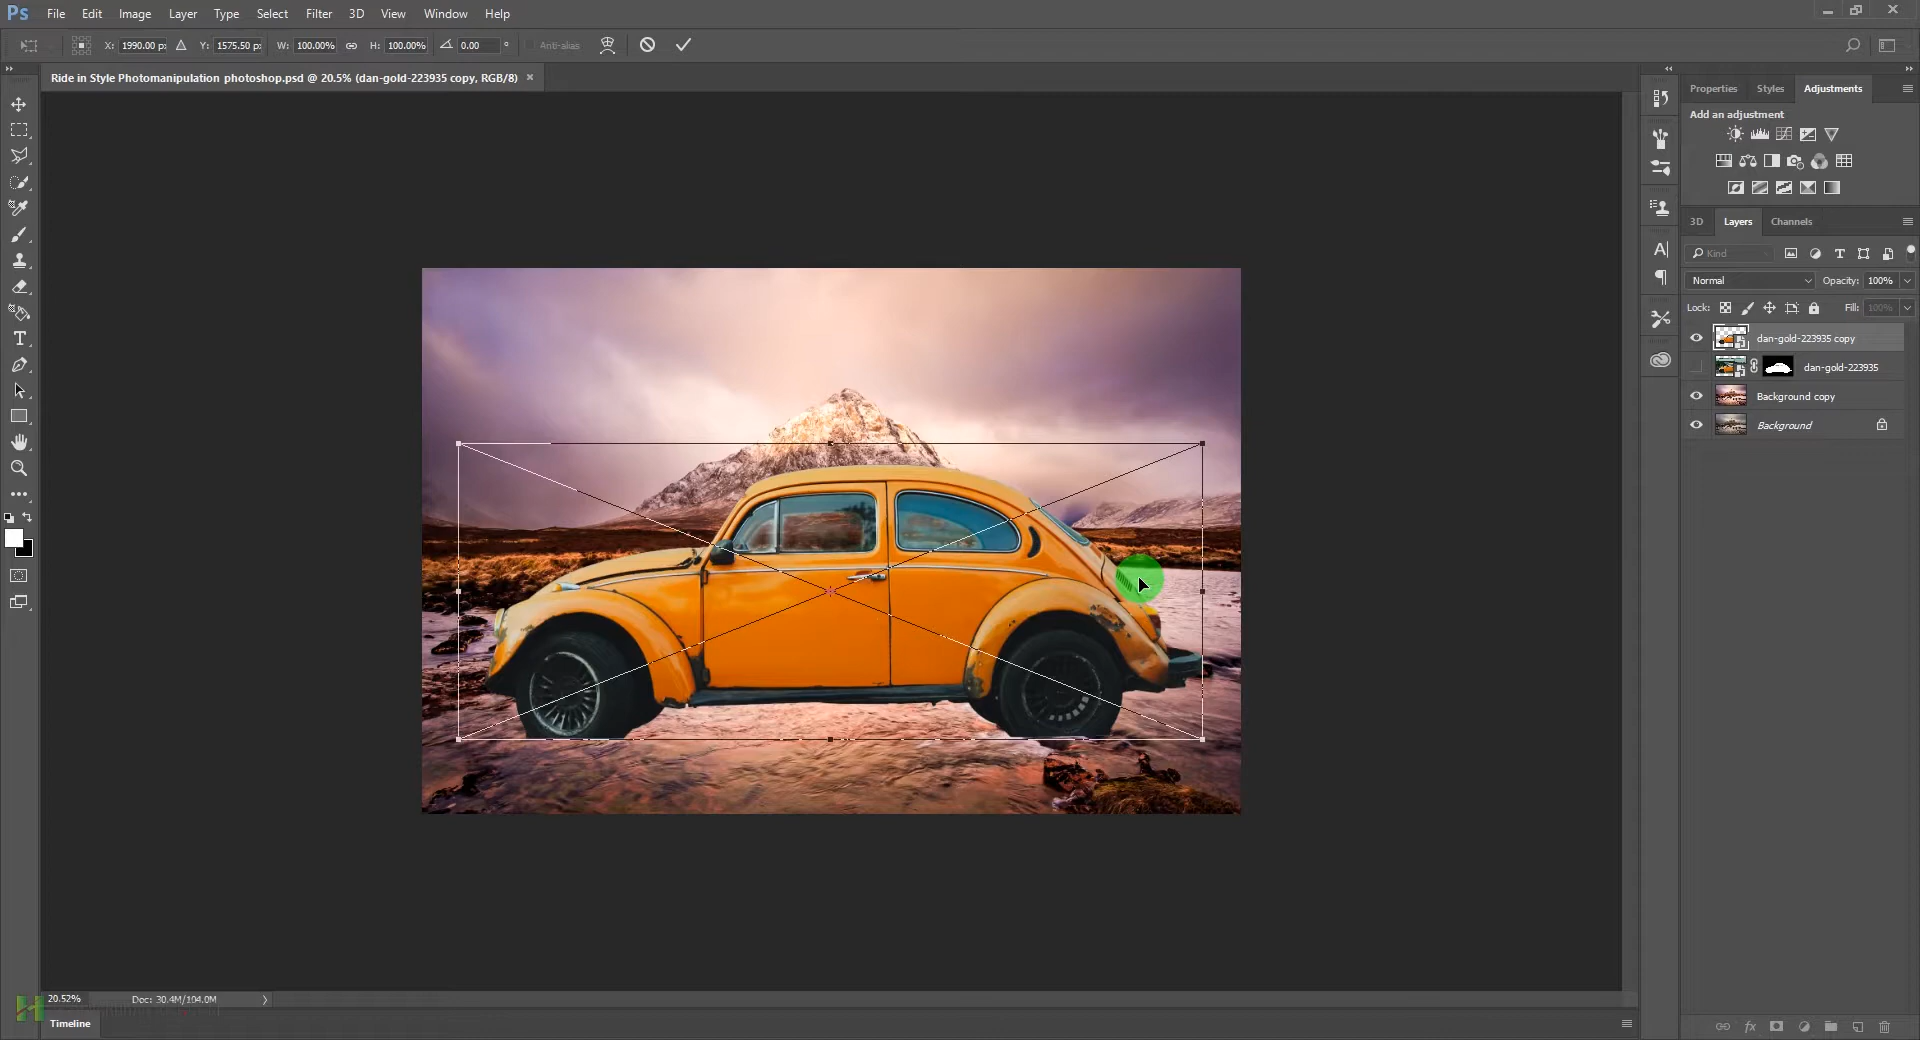 Ps File Edit Image Layer Type Select Filter 3D View Window Help
X: 1990.00 px Y: 1575.50 px W: 100.00% H: 100.00% 0.00 ° Anti-alias
Ride in Style Photomanipulation photoshop.psd @ 20.5% (dan-gold-223935 copy, RGB/8) ×
Properties Styles Adjustments
Add an adjustment
3D Layers Channels
Kind
Normal Opacity: 100%
Lock: Fill: 100%
dan-gold-223935 copy
dan-gold-223935
Background copy
Background
20.52% Doc: 30.4M/104.0M
Timeline